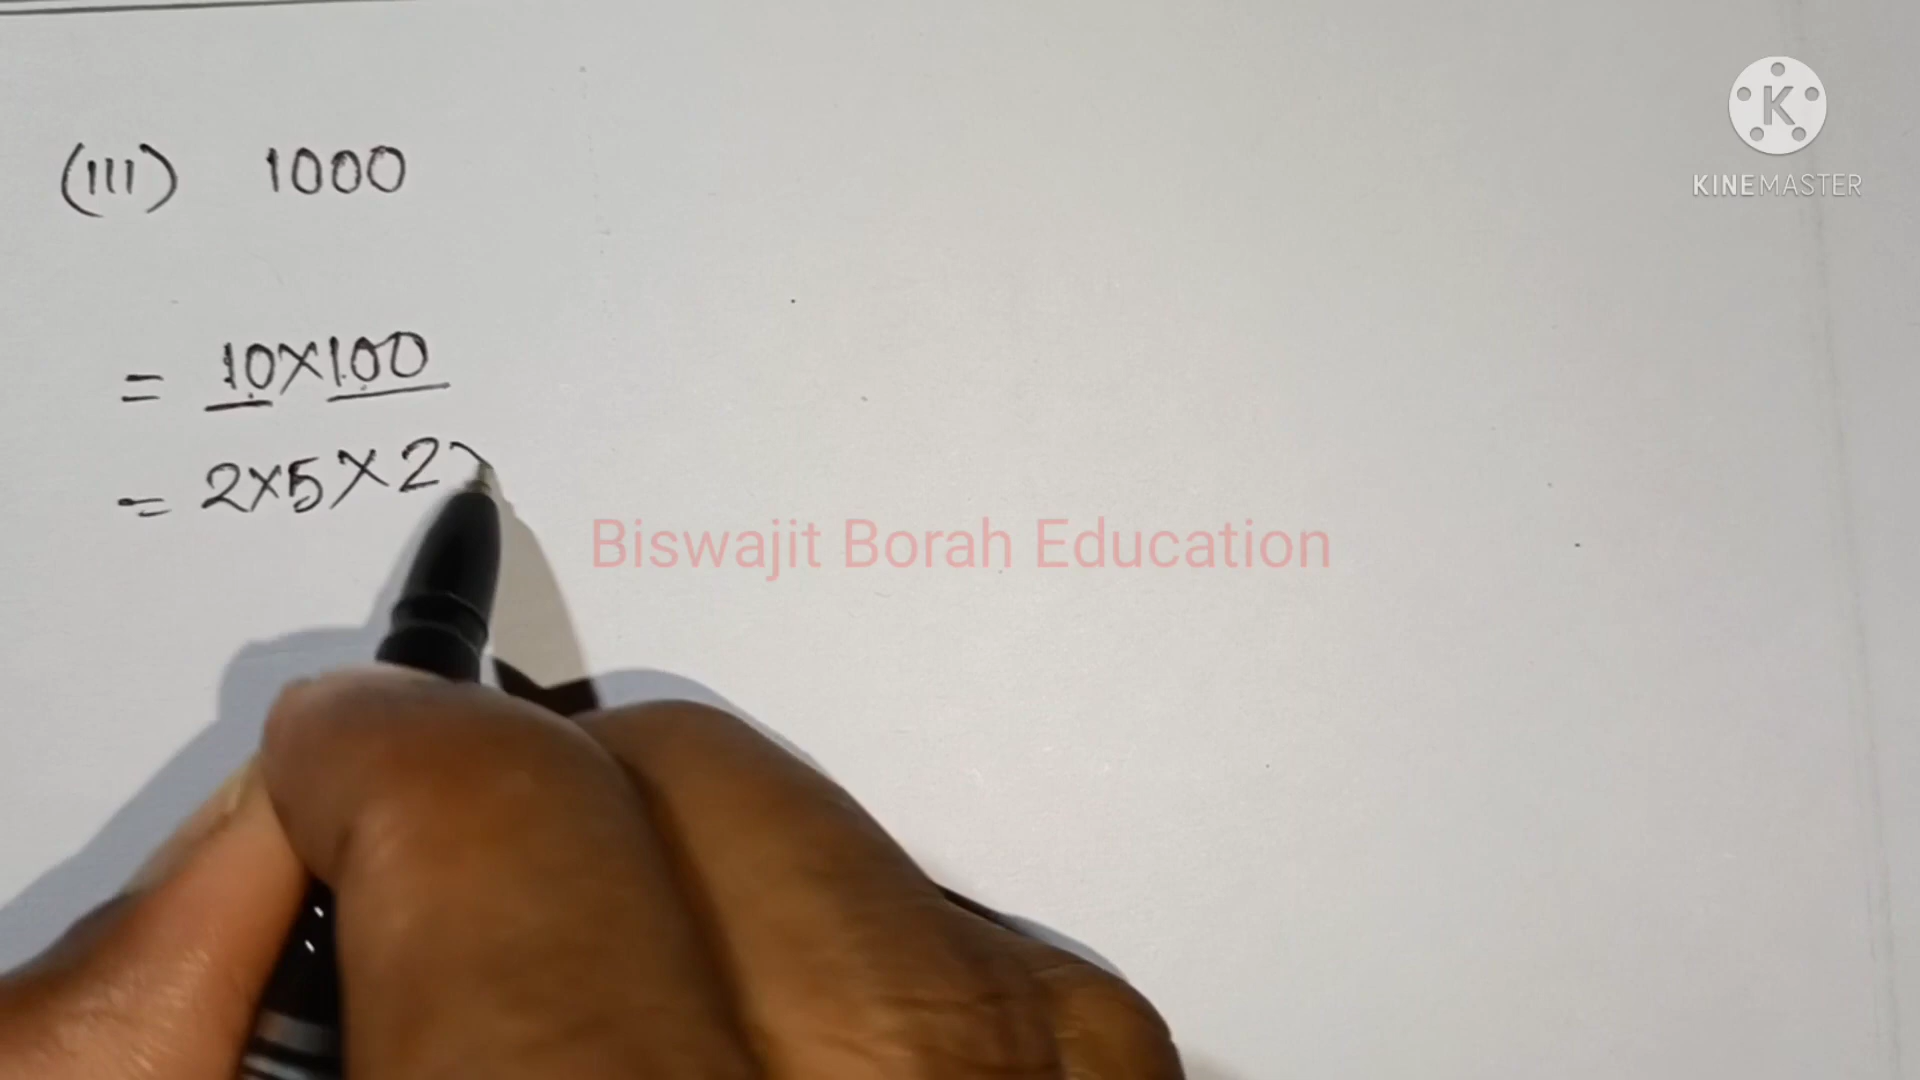 (III) 1000
= 10×100
= 2×5×2×
K
KINEMASTER
Biswajit Borah Education